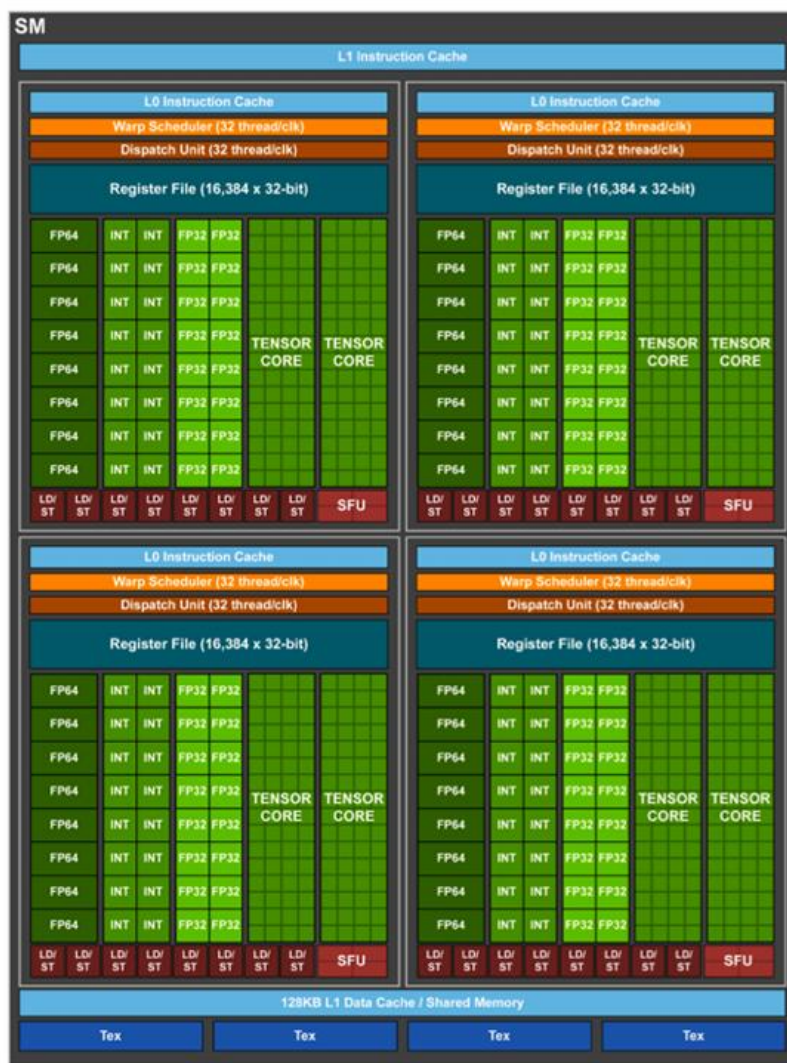 SM
L1 Instruction Cache
L0 Instruction Cache
Warp Scheduler (32 thread/clk)
Dispatch Unit (32 thread/clk)
Register File (16,384 x 32-bit)
FP64 INT INT FP32 FP32
FP64 INT INT FP32 FP32
FP64 INT INT FP32 FP32
FP64 INT INT FP32 FP32
TENSOR CORE TENSOR CORE
FP64 INT INT FP32 FP32
FP64 INT INT FP32 FP32
FP64 INT INT FP32 FP32
FP64 INT INT FP32 FP32
LD/ST LD/ST LD/ST LD/ST LD/ST LD/ST LD/ST LD/ST SFU
L0 Instruction Cache
Warp Scheduler (32 thread/clk)
Dispatch Unit (32 thread/clk)
Register File (16,384 x 32-bit)
FP64 INT INT FP32 FP32
FP64 INT INT FP32 FP32
FP64 INT INT FP32 FP32
FP64 INT INT FP32 FP32
TENSOR CORE TENSOR CORE
FP64 INT INT FP32 FP32
FP64 INT INT FP32 FP32
FP64 INT INT FP32 FP32
FP64 INT INT FP32 FP32
LD/ST LD/ST LD/ST LD/ST LD/ST LD/ST LD/ST LD/ST SFU
L0 Instruction Cache
Warp Scheduler (32 thread/clk)
Dispatch Unit (32 thread/clk)
Register File (16,384 x 32-bit)
FP64 INT INT FP32 FP32
FP64 INT INT FP32 FP32
FP64 INT INT FP32 FP32
FP64 INT INT FP32 FP32
TENSOR CORE TENSOR CORE
FP64 INT INT FP32 FP32
FP64 INT INT FP32 FP32
FP64 INT INT FP32 FP32
FP64 INT INT FP32 FP32
LD/ST LD/ST LD/ST LD/ST LD/ST LD/ST LD/ST LD/ST SFU
L0 Instruction Cache
Warp Scheduler (32 thread/clk)
Dispatch Unit (32 thread/clk)
Register File (16,384 x 32-bit)
FP64 INT INT FP32 FP32
FP64 INT INT FP32 FP32
FP64 INT INT FP32 FP32
FP64 INT INT FP32 FP32
TENSOR CORE TENSOR CORE
FP64 INT INT FP32 FP32
FP64 INT INT FP32 FP32
FP64 INT INT FP32 FP32
FP64 INT INT FP32 FP32
LD/ST LD/ST LD/ST LD/ST LD/ST LD/ST LD/ST LD/ST SFU
128KB L1 Data Cache / Shared Memory
Tex Tex Tex Tex